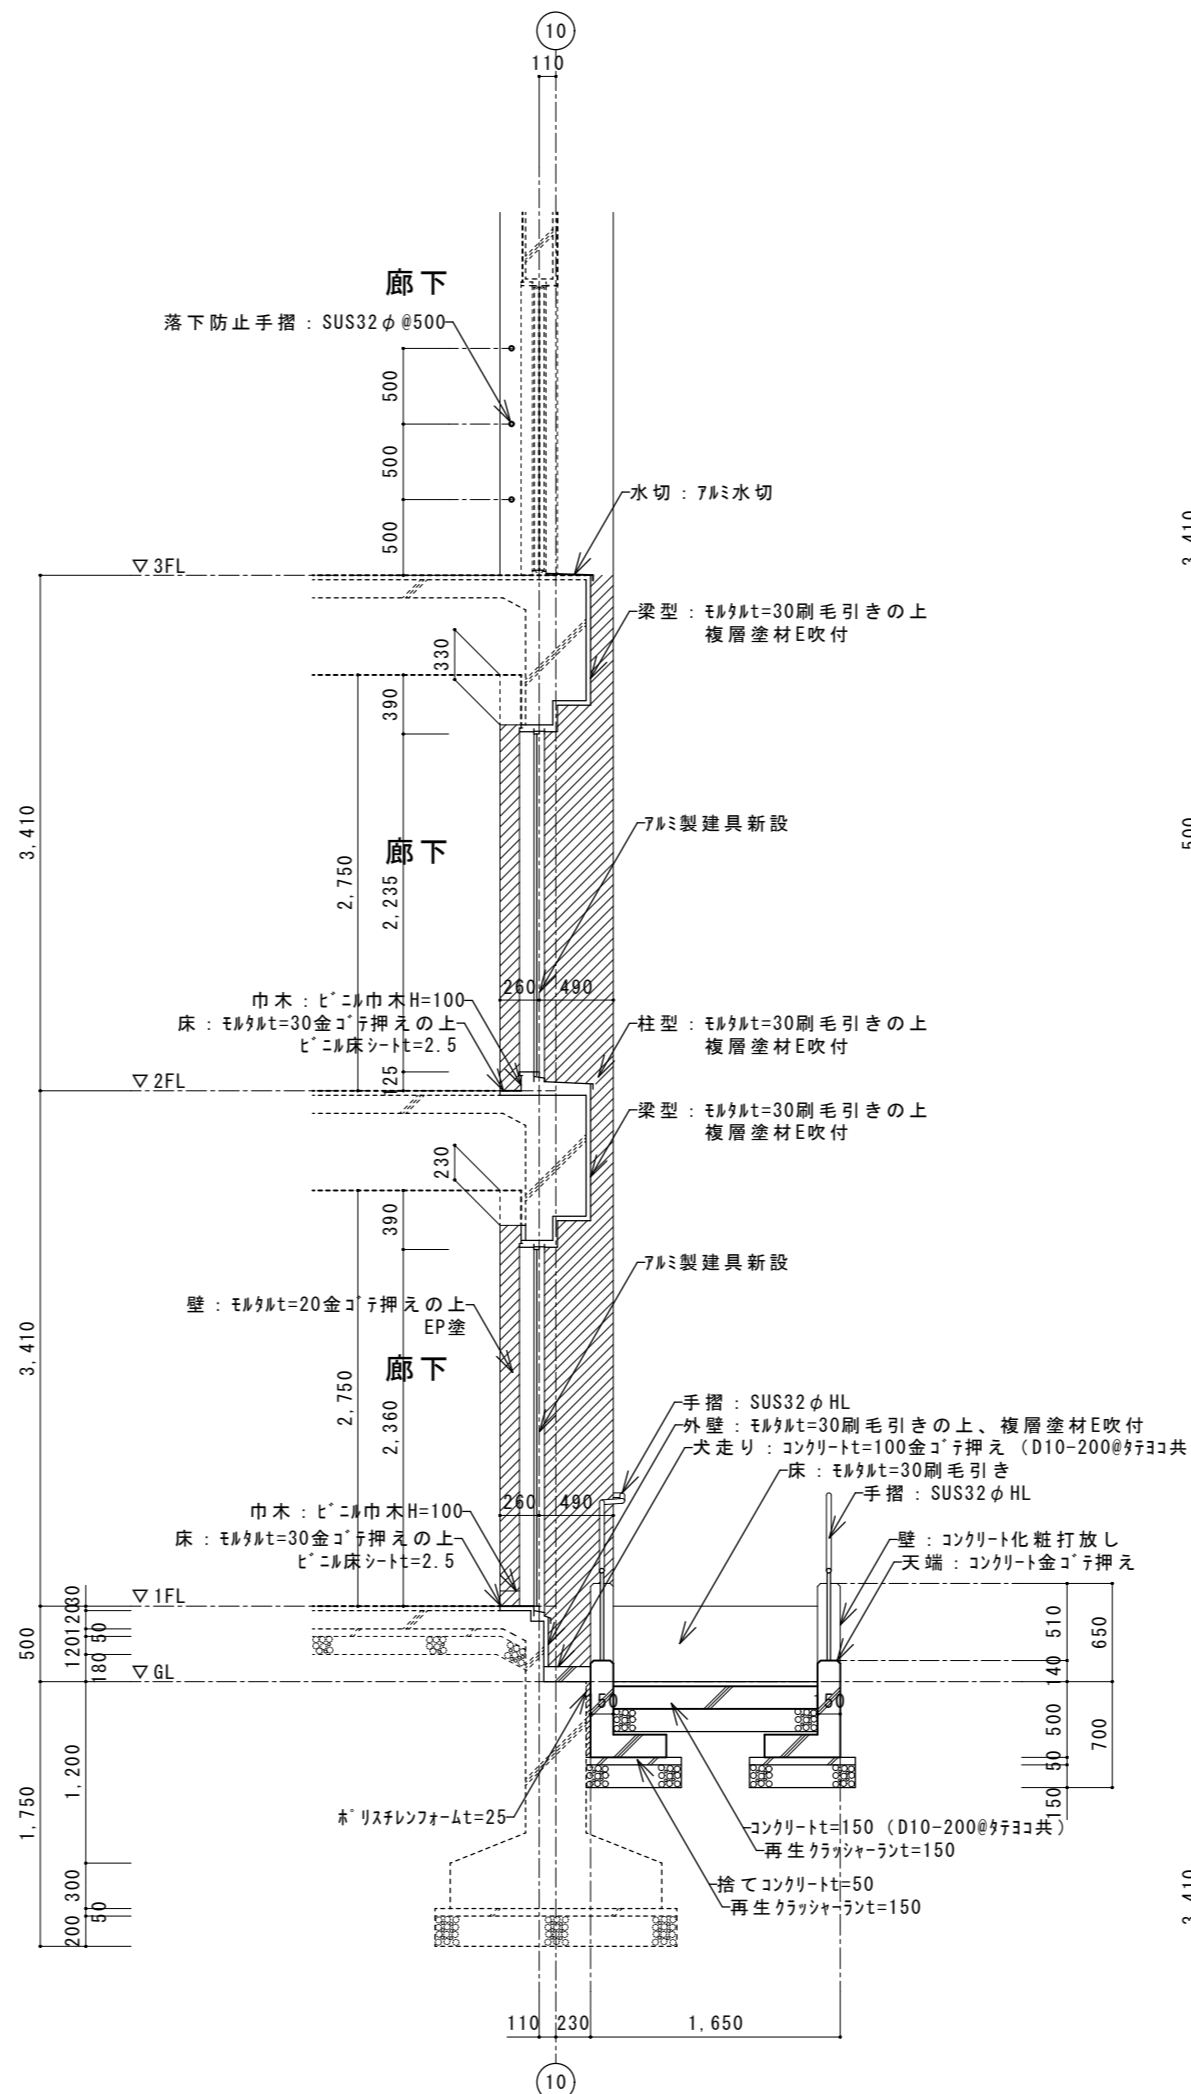 10
110
廊下
落下防止手摺：SUS32φ@500
500
500
500
水切：ｱﾙﾐ水切
3,410
▽3FL
梁型：ﾓﾙﾀﾙt=30刷毛引きの上
複層塗材E吹付
330
390
3,410
500
ｱﾙﾐ製建具新設
廊下
2,750
2,235
260
490
巾木：ﾋﾞﾆﾙ巾木H=100
床：ﾓﾙﾀﾙt=30金ｺﾞﾃ押えの上
ﾋﾞﾆﾙ床ｼｰﾄt=2.5
柱型：ﾓﾙﾀﾙt=30刷毛引きの上
複層塗材E吹付
125
▽2FL
梁型：ﾓﾙﾀﾙt=30刷毛引きの上
複層塗材E吹付
230
390
ｱﾙﾐ製建具新設
壁：ﾓﾙﾀﾙt=20金ｺﾞﾃ押えの上
EP塗
3,410
廊下
2,750
2,360
手摺：SUS32φHL
外壁：ﾓﾙﾀﾙt=30刷毛引きの上、複層塗材E吹付
犬走り：ｺﾝｸﾘｰﾄt=100金ｺﾞﾃ押え（D10-200@ﾀﾃﾖｺ共
床：ﾓﾙﾀﾙt=30刷毛引き
手摺：SUS32φHL
260
490
巾木：ﾋﾞﾆﾙ巾木H=100
床：ﾓﾙﾀﾙt=30金ｺﾞﾃ押えの上
ﾋﾞﾆﾙ床ｼｰﾄt=2.5
壁：ｺﾝｸﾘｰﾄ化粧打放し
天端：ｺﾝｸﾘｰﾄ金ｺﾞﾃ押え
▽1FL
30
120
50
120
180
500
510
650
140
▽GL
50
50
500
700
50
150
1,200
1,750
ﾎﾟﾘｽﾁﾚﾝﾌｫｰﾑt=25
ｺﾝｸﾘｰﾄt=150（D10-200@ﾀﾃﾖｺ共）
再生ｸﾗｯｼｬｰﾗﾝt=150
捨てｺﾝｸﾘｰﾄt=50
再生ｸﾗｯｼｬｰﾗﾝt=150
300
50
200
3,410
110
230
1,650
10